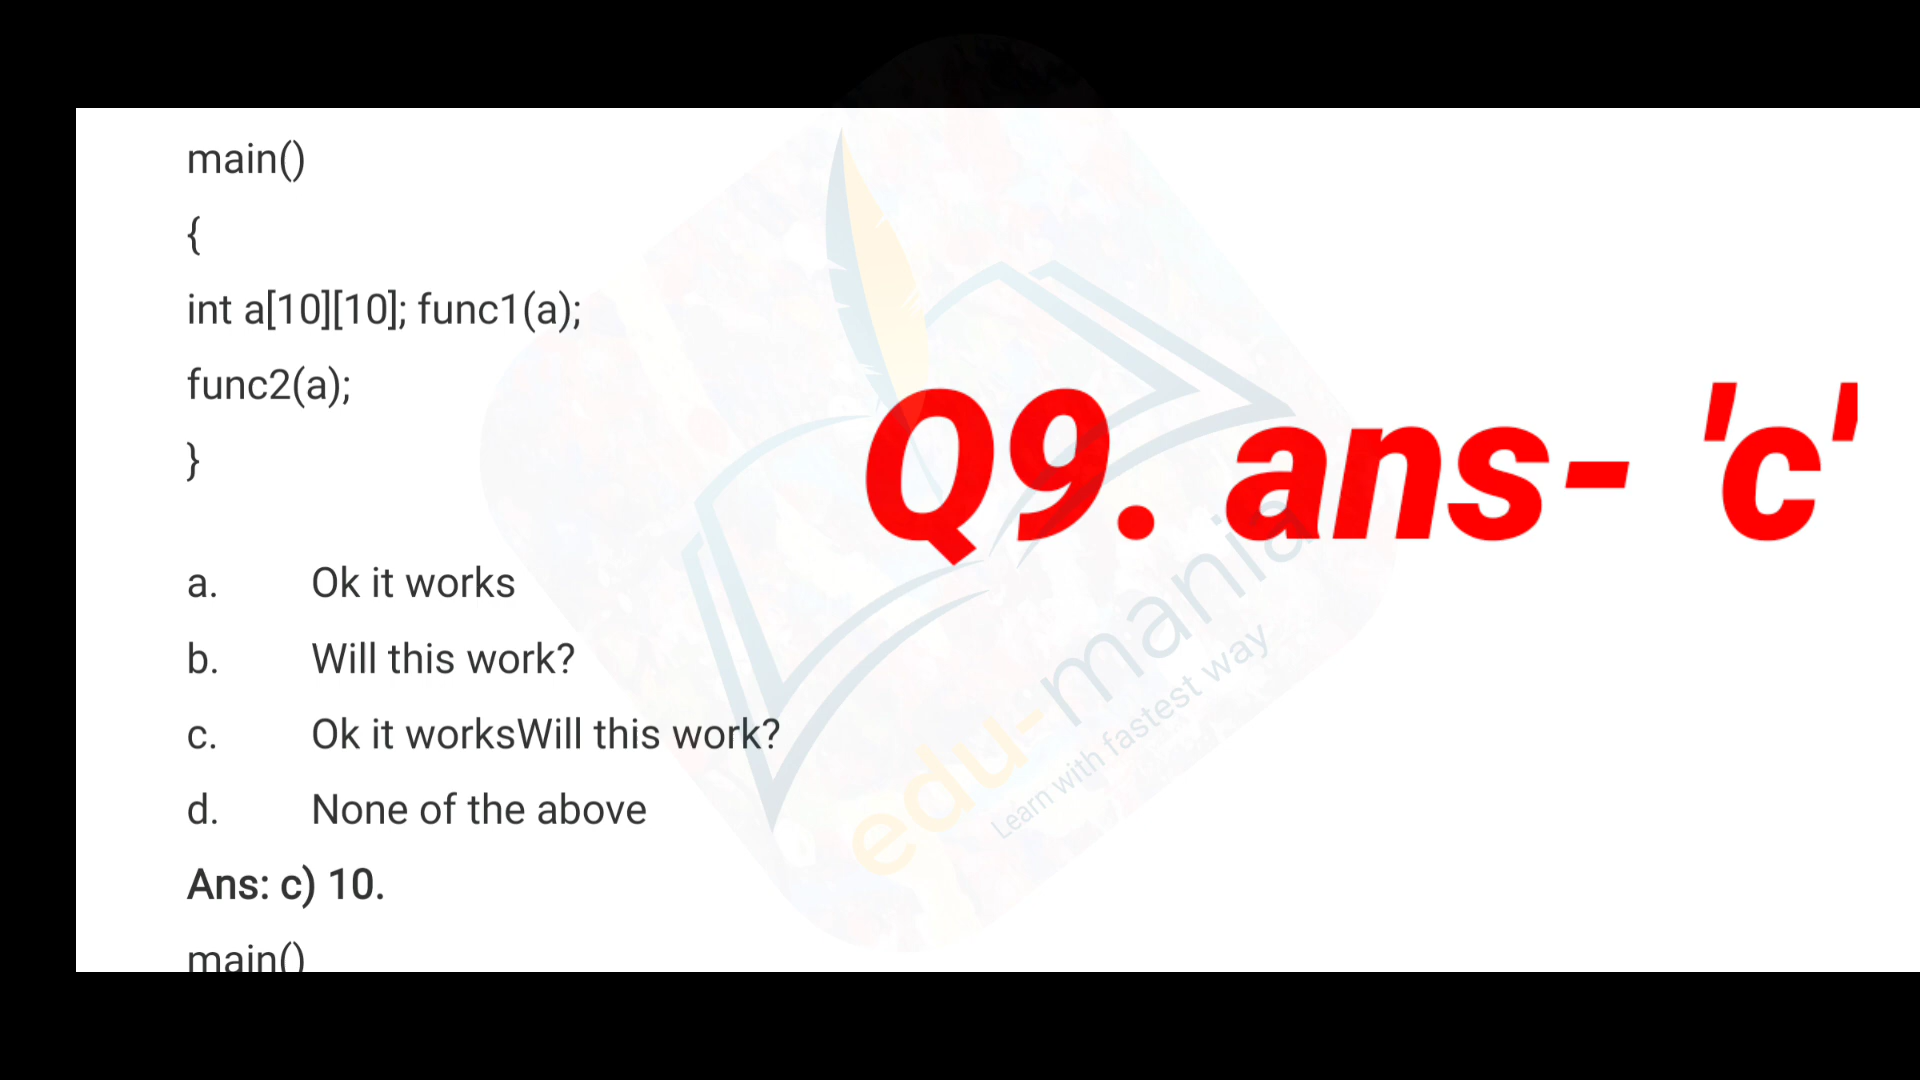 main()
{
int a[10][10]; func1(a);
func2(a);
}
Q9. ans- 'c'
a. Ok it works
b. Will this work?
c. Ok it worksWill this work?
d. None of the above
Ans: c) 10.
main()
edu-mania
Learn with fastest way